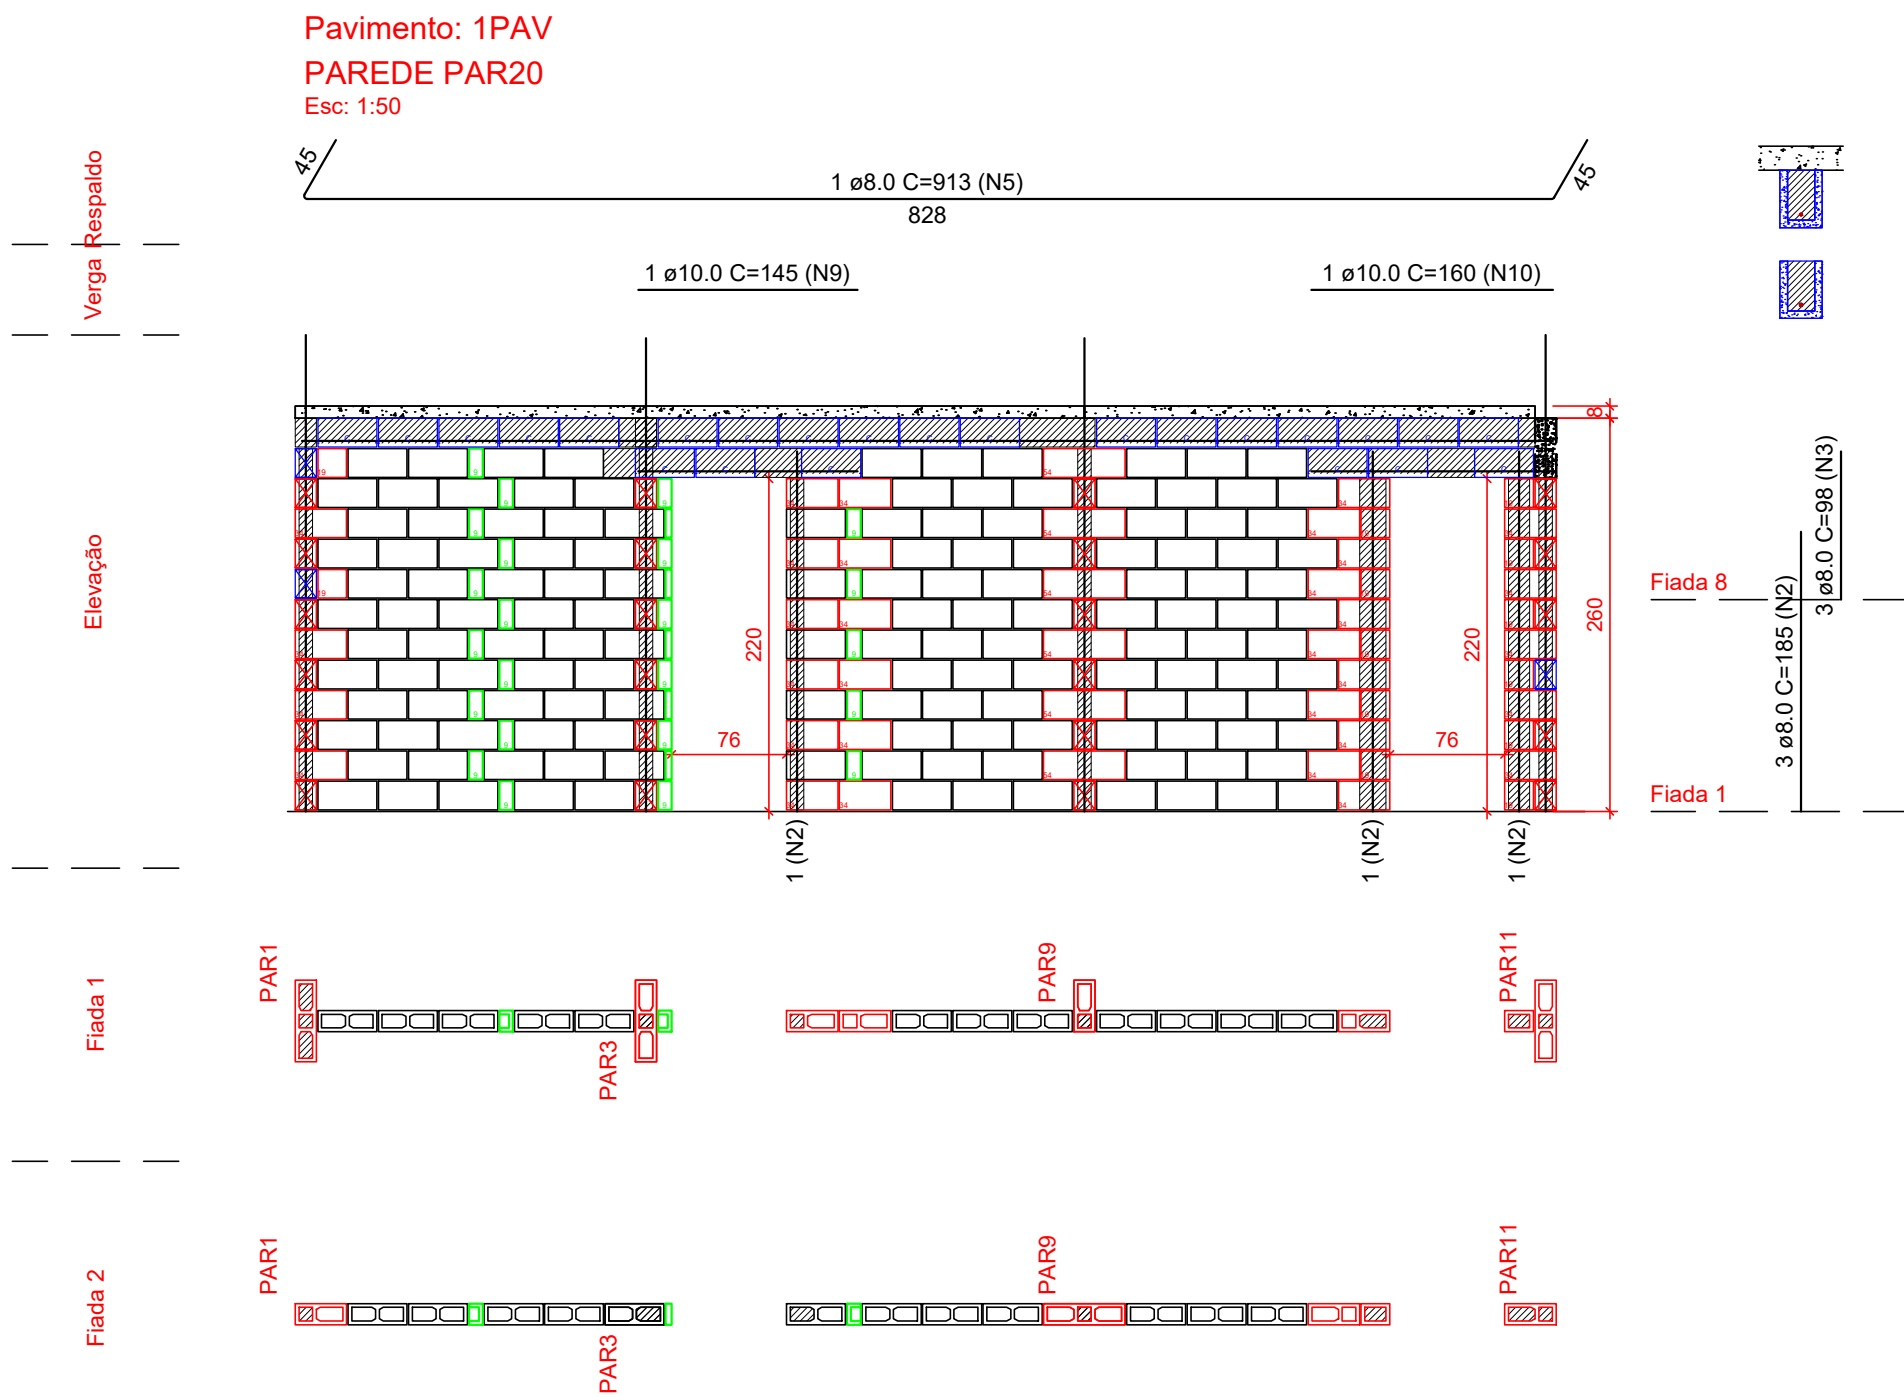 Pavimento: 1PAV
PAREDE PAR20
Esc: 1:50
Respaldo
45
1 ø8.0 C=913 (N5)
828
45
Verga
1 ø10.0 C=145 (N9)
1 ø10.0 C=160 (N10)
Elevação
8
260
220
220
76
76
Fiada 8
Fiada 1
3 ø8.0 C=185 (N2)
3 ø8.0 C=98 (N3)
1 (N2)
1 (N2)
1 (N2)
Fiada 1
PAR1
PAR3
PAR9
PAR11
Fiada 2
PAR1
PAR3
PAR9
PAR11